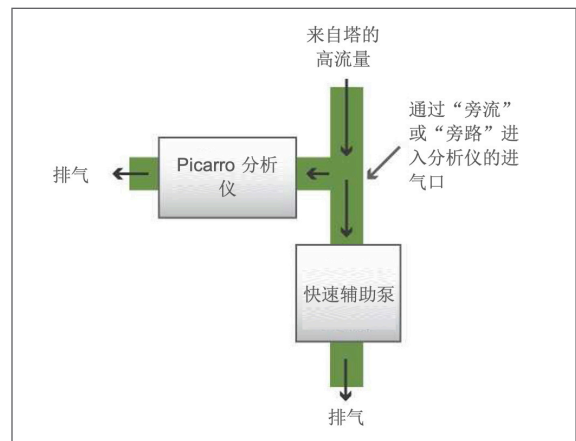 来自塔的
高流量
通过“旁流”
或“旁路”进
入分析仪的进
气口
Picarro 分析
仪
排气
快速辅助泵
排气